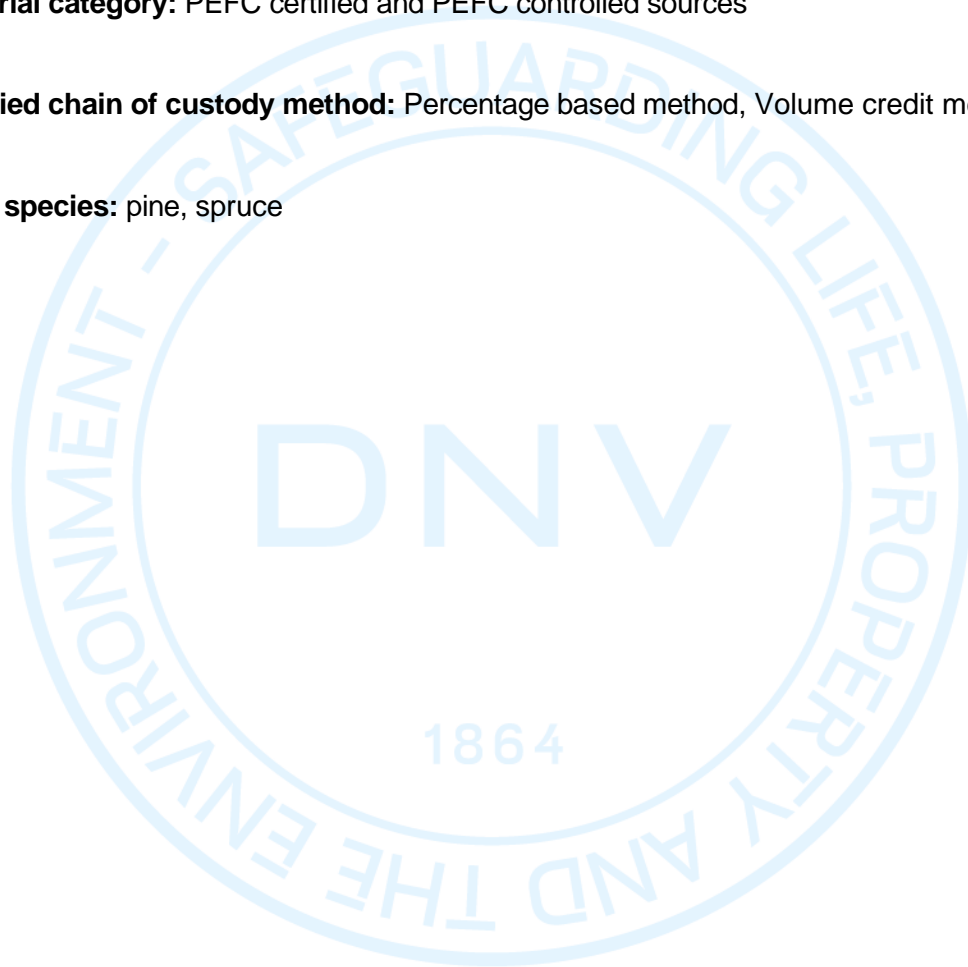 rial category: PEFC certified and PEFC controlled sources
ied chain of custody method: Percentage based method, Volume credit m
species: pine, spruce
SAFEGUARDING LIFE, PROPERTY AND THE ENVIRONMENT –
DNV
1864